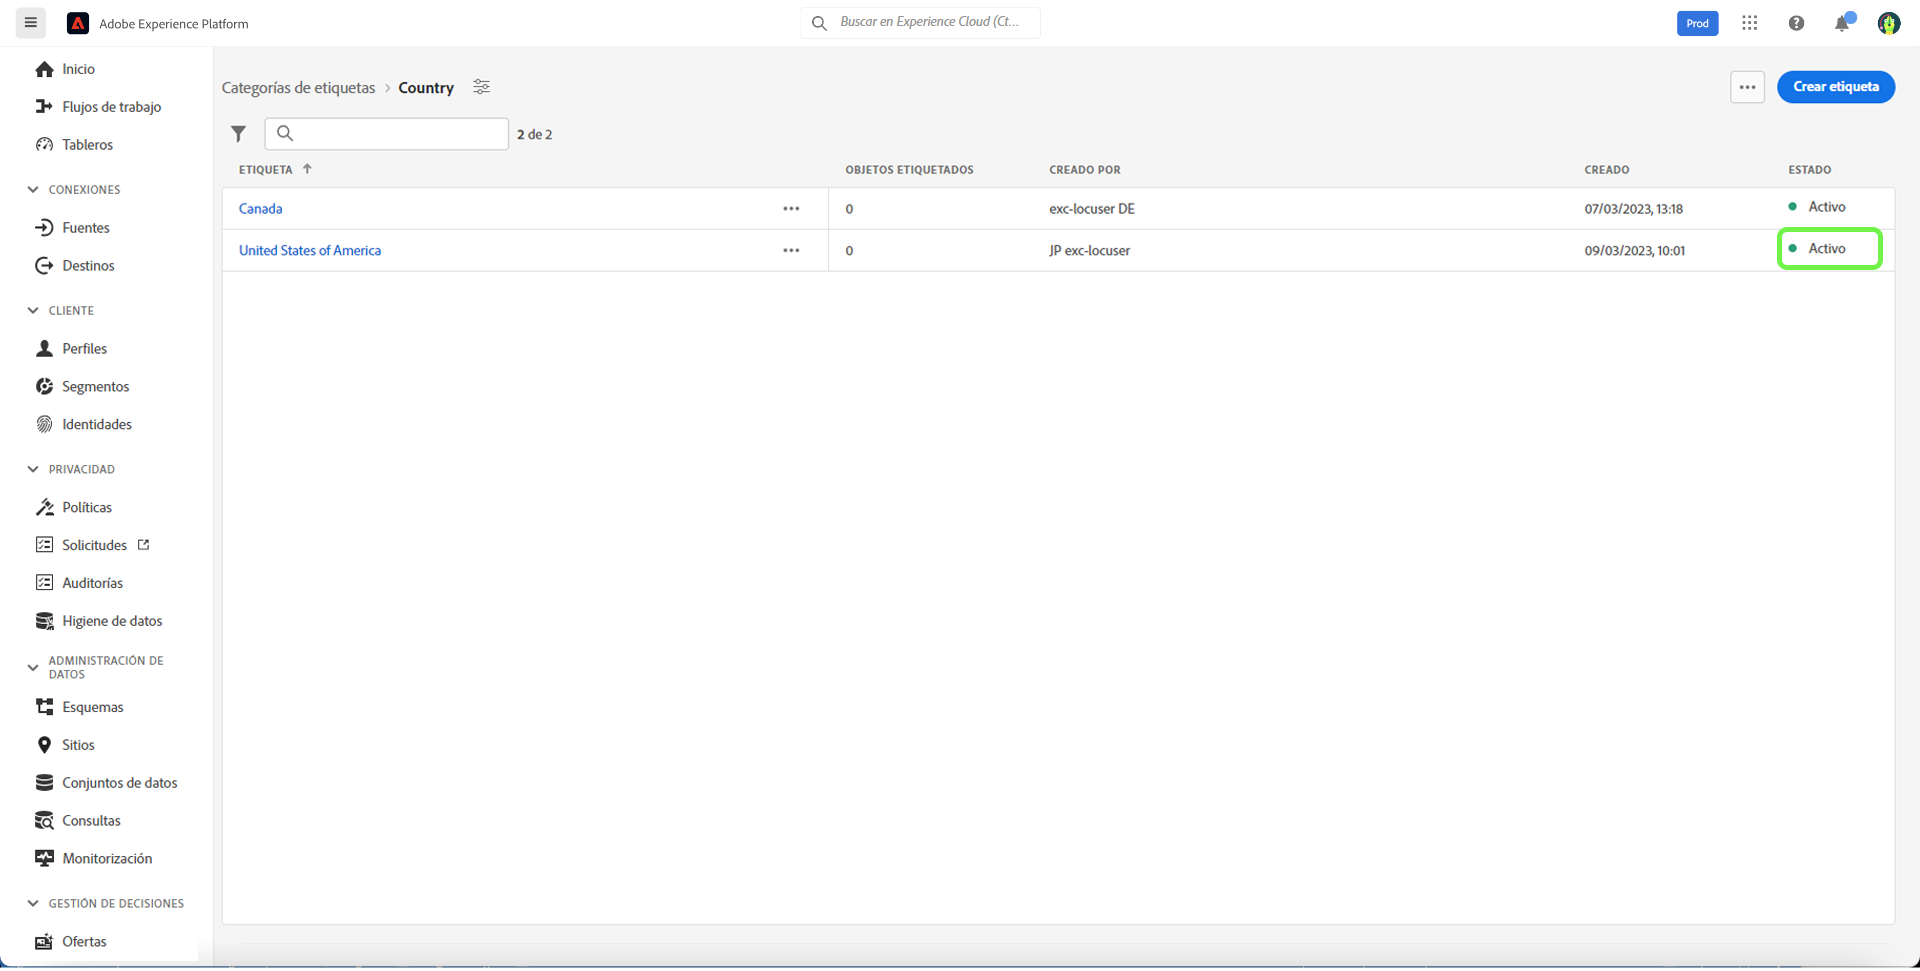 Adobe Experience Platform
Buscar en Experience Cloud (Ct...
Prod
Inicio
Flujos de trabajo
Tableros
CONEXIONES
Fuentes
Destinos
CLIENTE
Perfiles
Segmentos
Identidades
PRIVACIDAD
Políticas
Solicitudes
Auditorías
Higiene de datos
ADMINISTRACIÓN DE
DATOS
Esquemas
Sitios
Conjuntos de datos
Consultas
Monitorización
GESTIÓN DE DECISIONES
Ofertas
Categorías de etiquetas > Country
Crear etiqueta
2 de 2
ETIQUETA ↑ OBJETOS ETIQUETADOS CREADO POR CREADO ESTADO
Canada ••• 0 exc-locuser DE 07/03/2023, 13:18 Activo
United States of America ••• 0 JP exc-locuser 09/03/2023, 10:01 Activo